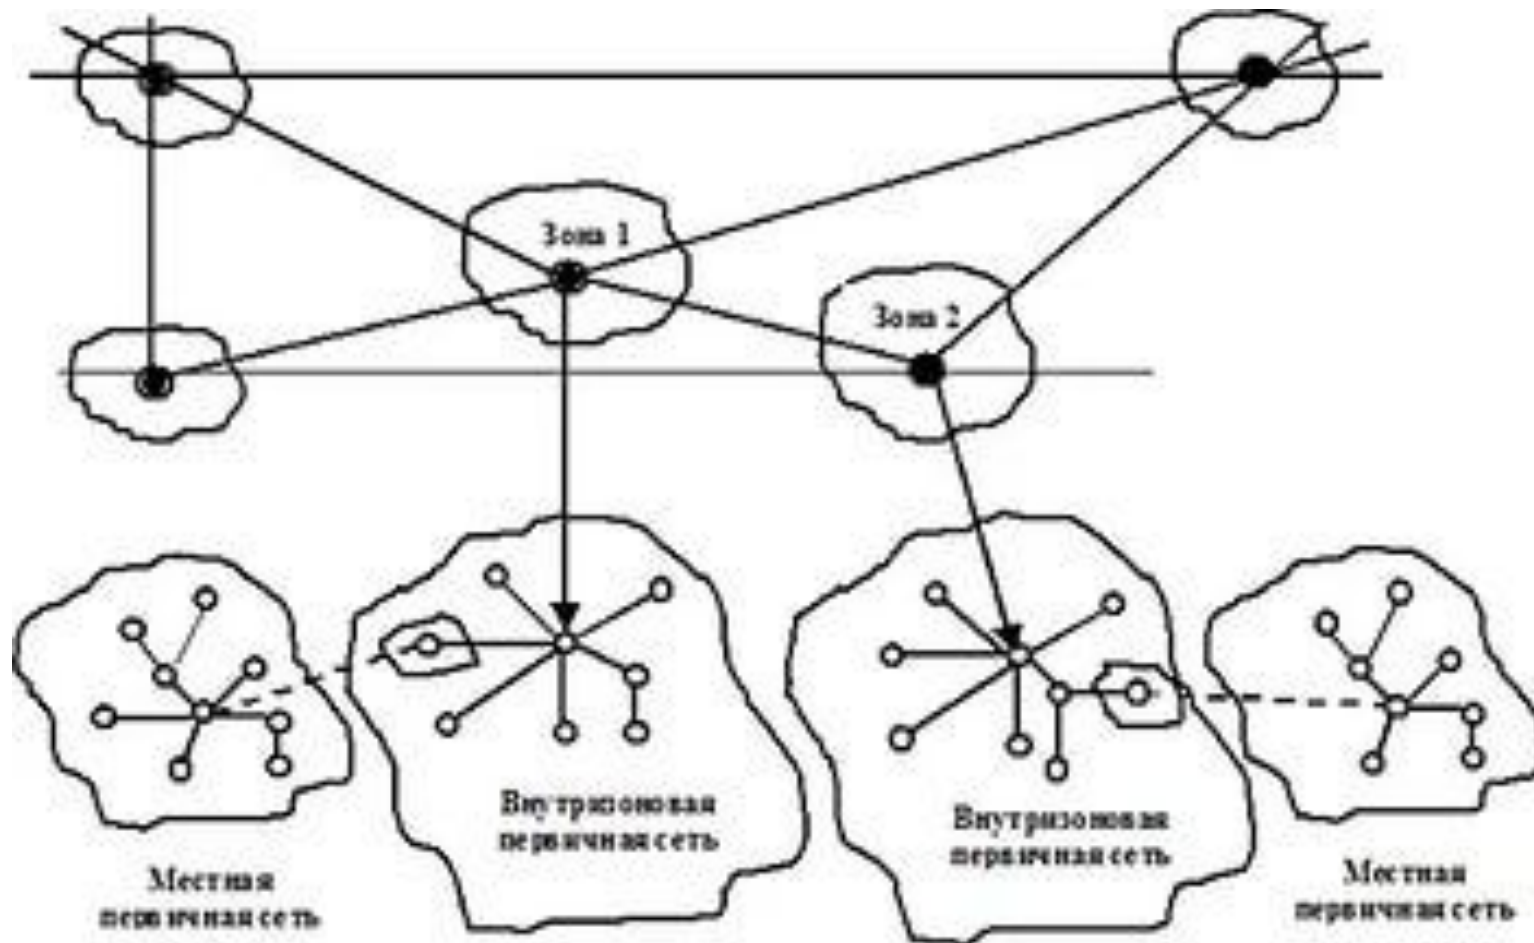 Зона 1
Зона 2
Внутризоновая
первичная сеть
Внутризоновая
первичная сеть
Местная
первичная сеть
Местная
первичная сеть